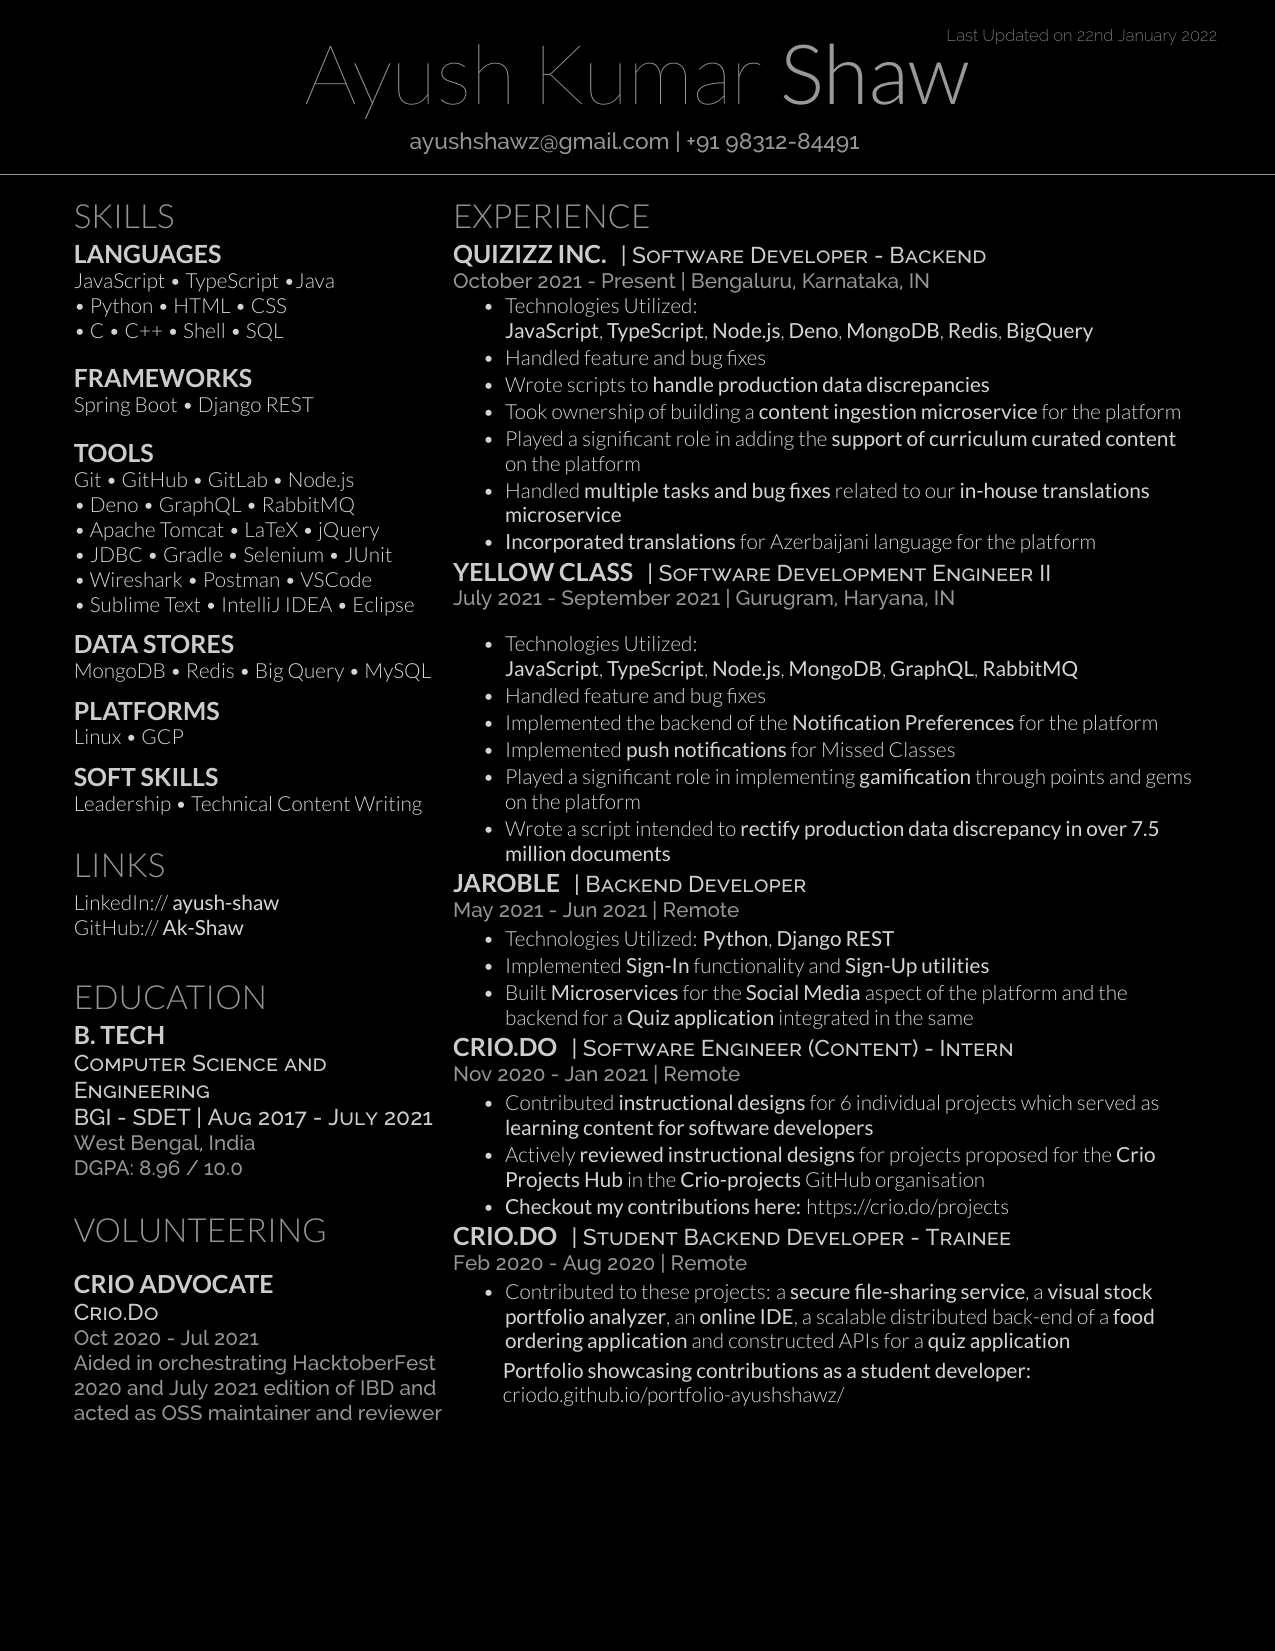 Last Updated on 22nd January 2022
Ayush Kumar Shaw
ayushshawz@gmail.com | +91 98312-84491
SKILLS
LANGUAGES
JavaScript • TypeScript •Java
• Python • HTML • CSS
• C • C++ • Shell • SQL
FRAMEWORKS
Spring Boot • Django REST
TOOLS
Git • GitHub • GitLab • Node.js
• Deno • GraphQL • RabbitMQ
• Apache Tomcat • LaTeX • jQuery
• JDBC • Gradle • Selenium • JUnit
• Wireshark • Postman • VSCode
• Sublime Text • IntelliJ IDEA • Eclipse
DATA STORES
MongoDB • Redis • Big Query • MySQL
PLATFORMS
Linux • GCP
SOFT SKILLS
Leadership • Technical Content Writing
LINKS
LinkedIn:// ayush-shaw
GitHub:// Ak-Shaw
EDUCATION
B. TECH
Computer Science and
Engineering
BGI - SDET | Aug 2017 - July 2021
West Bengal, India
DGPA: 8.96 / 10.0
VOLUNTEERING
CRIO ADVOCATE
Crio.Do
Oct 2020 - Jul 2021
Aided in orchestrating HacktoberFest
2020 and July 2021 edition of IBD and
acted as OSS maintainer and reviewer
EXPERIENCE
QUIZIZZ INC. | Software Developer - Backend
October 2021 - Present | Bengaluru, Karnataka, IN
• Technologies Utilized:
JavaScript, TypeScript, Node.js, Deno, MongoDB, Redis, BigQuery
• Handled feature and bug fixes
• Wrote scripts to handle production data discrepancies
• Took ownership of building a content ingestion microservice for the platform
• Played a significant role in adding the support of curriculum curated content
on the platform
• Handled multiple tasks and bug fixes related to our in-house translations
microservice
• Incorporated translations for Azerbaijani language for the platform
YELLOW CLASS | Software Development Engineer II
July 2021 - September 2021 | Gurugram, Haryana, IN
• Technologies Utilized:
JavaScript, TypeScript, Node.js, MongoDB, GraphQL, RabbitMQ
• Handled feature and bug fixes
• Implemented the backend of the Notification Preferences for the platform
• Implemented push notifications for Missed Classes
• Played a significant role in implementing gamification through points and gems
on the platform
• Wrote a script intended to rectify production data discrepancy in over 7.5
million documents
JAROBLE | Backend Developer
May 2021 - Jun 2021 | Remote
• Technologies Utilized: Python, Django REST
• Implemented Sign-In functionality and Sign-Up utilities
• Built Microservices for the Social Media aspect of the platform and the
backend for a Quiz application integrated in the same
CRIO.DO | Software Engineer (Content) - Intern
Nov 2020 - Jan 2021 | Remote
• Contributed instructional designs for 6 individual projects which served as
learning content for software developers
• Actively reviewed instructional designs for projects proposed for the Crio
Projects Hub in the Crio-projects GitHub organisation
• Checkout my contributions here: https://crio.do/projects
CRIO.DO | Student Backend Developer - Trainee
Feb 2020 - Aug 2020 | Remote
• Contributed to these projects: a secure file-sharing service, a visual stock
portfolio analyzer, an online IDE, a scalable distributed back-end of a food
ordering application and constructed APIs for a quiz application
Portfolio showcasing contributions as a student developer:
criodo.github.io/portfolio-ayushshawz/